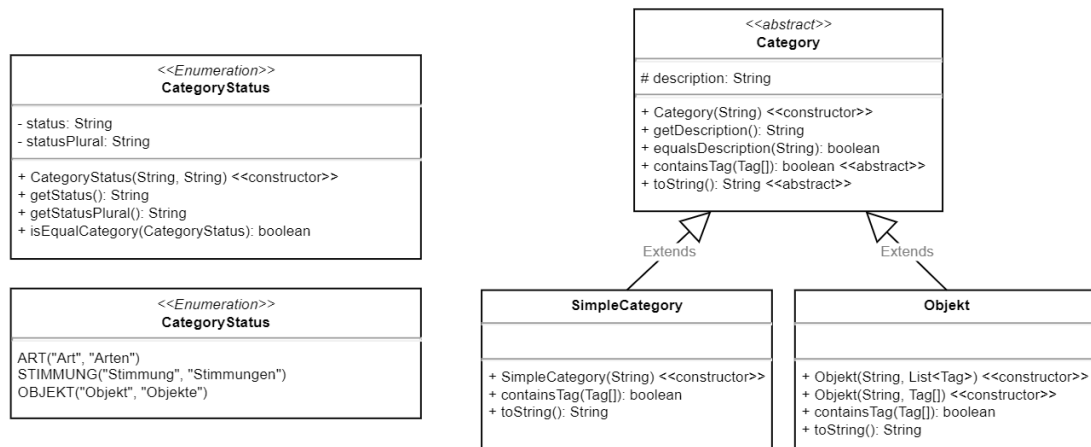 <<Enumeration>>
CategoryStatus
- status: String
- statusPlural: String
+ CategoryStatus(String, String) <<constructor>>
+ getStatus(): String
+ getStatusPlural(): String
+ isEqualCategory(CategoryStatus): boolean
<<Enumeration>>
CategoryStatus
ART("Art", "Arten")
STIMMUNG("Stimmung", "Stimmungen")
OBJEKT("Objekt", "Objekte")
<<abstract>>
Category
# description: String
+ Category(String) <<constructor>>
+ getDescription(): String
+ equalsDescription(String): boolean
+ containsTag(Tag[]): boolean <<abstract>>
+ toString(): String <<abstract>>
Extends
Extends
SimpleCategory
+ SimpleCategory(String) <<constructor>>
+ containsTag(Tag[]): boolean
+ toString(): String
Objekt
+ Objekt(String, List<Tag>) <<constructor>>
+ Objekt(String, Tag[]) <<constructor>>
+ containsTag(Tag[]): boolean
+ toString(): String